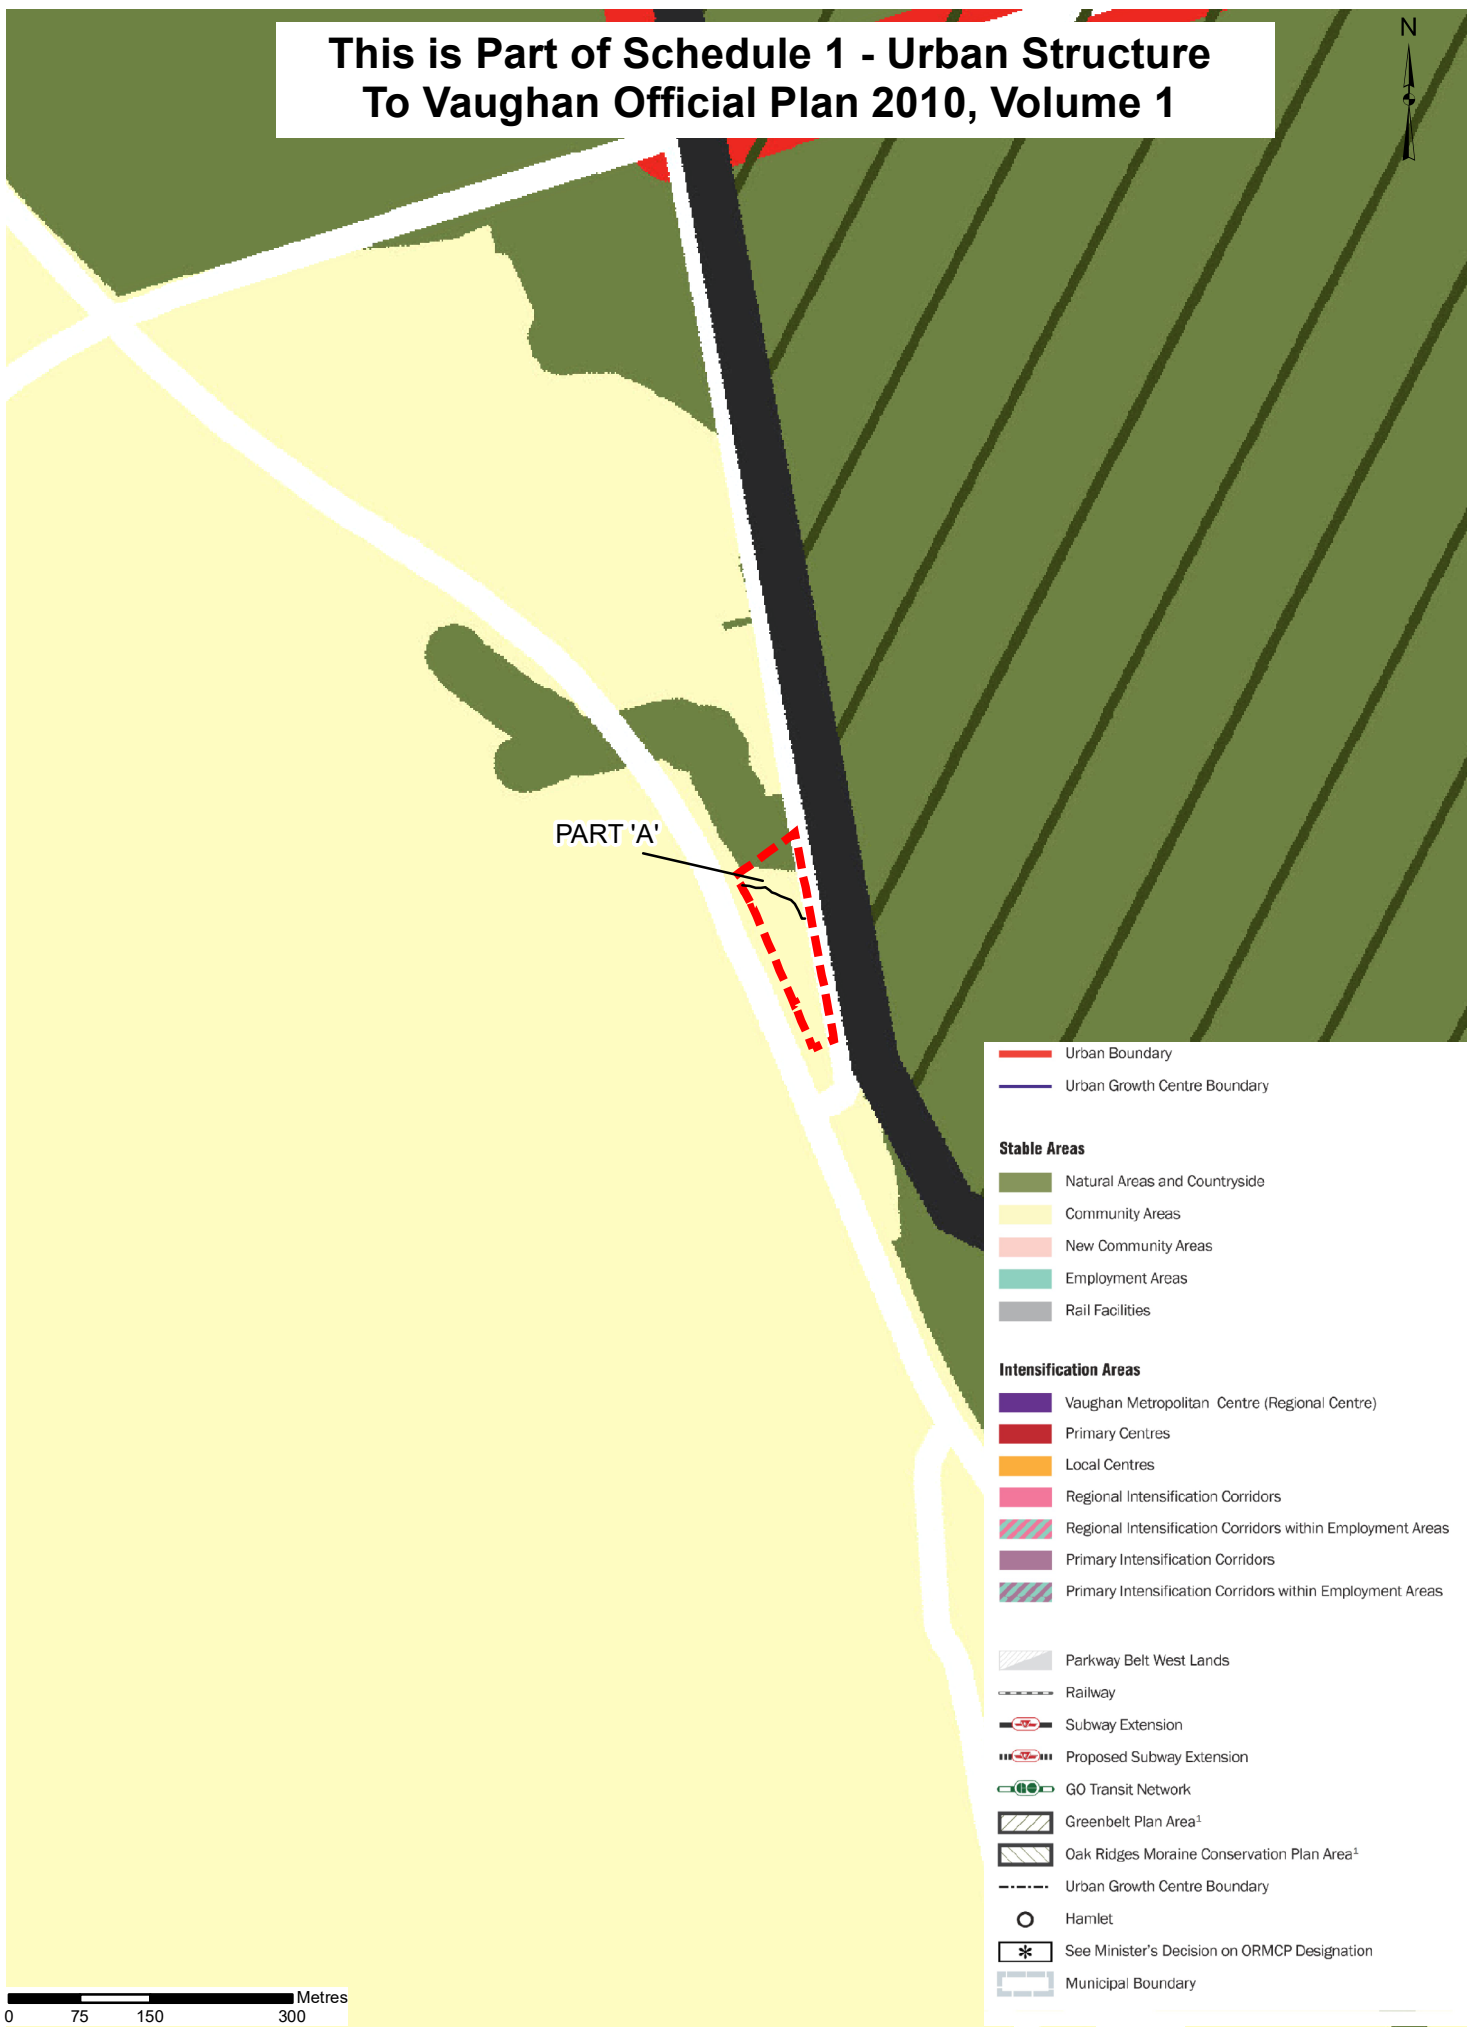 This is Part of Schedule 1 - Urban Structure
To Vaughan Official Plan 2010, Volume 1
N
PART 'A'
Urban Boundary
Urban Growth Centre Boundary
Stable Areas
Natural Areas and Countryside
Community Areas
New Community Areas
Employment Areas
Rail Facilities
Intensification Areas
Vaughan Metropolitan Centre (Regional Centre)
Primary Centres
Local Centres
Regional Intensification Corridors
Regional Intensification Corridors within Employment Areas
Primary Intensification Corridors
Primary Intensification Corridors within Employment Areas
Parkway Belt West Lands
Railway
Subway Extension
Proposed Subway Extension
GO GO Transit Network
Greenbelt Plan Area¹
Oak Ridges Moraine Conservation Plan Area¹
Urban Growth Centre Boundary
Hamlet
* See Minister's Decision on ORMCP Designation
Municipal Boundary
Metres
0 75 150 300